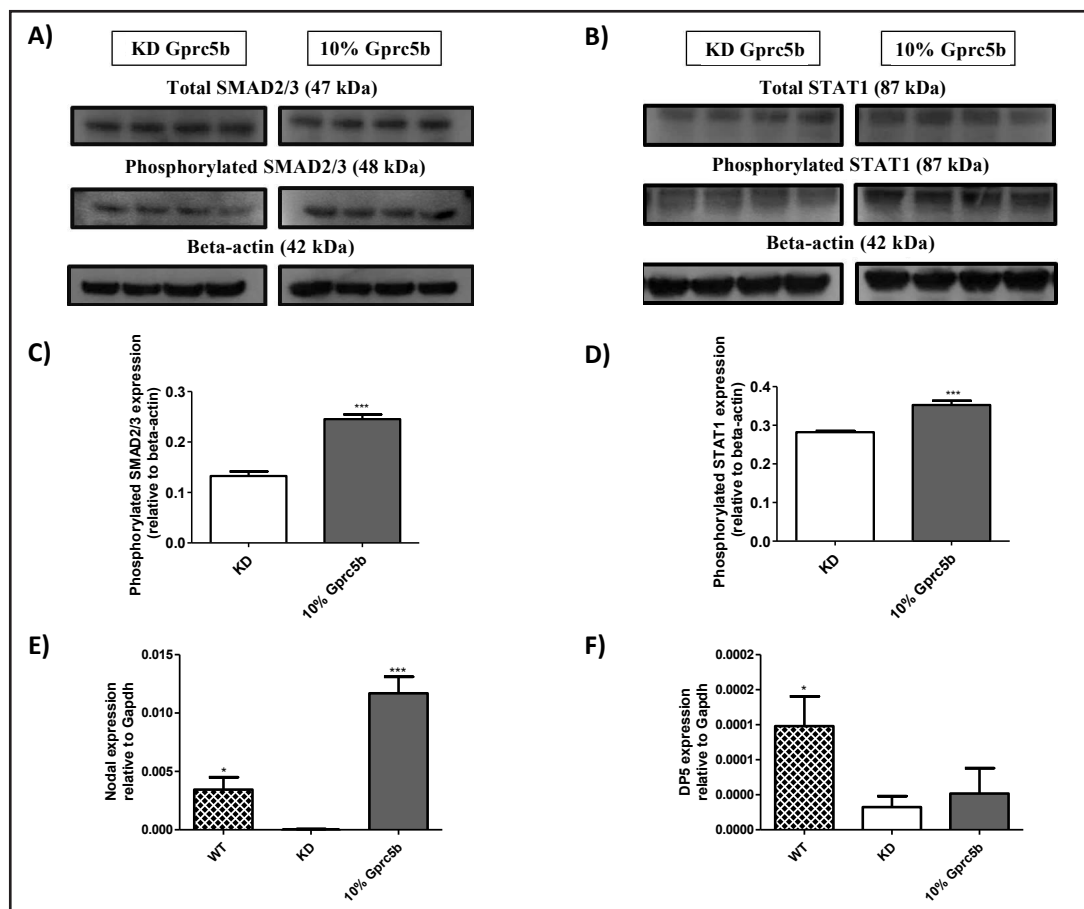 A)
KD Gprc5b 10% Gprc5b
Total SMAD2/3 (47 kDa)
Phosphorylated SMAD2/3 (48 kDa)
Beta-actin (42 kDa)
B)
KD Gprc5b 10% Gprc5b
Total STAT1 (87 kDa)
Phosphorylated STAT1 (87 kDa)
Beta-actin (42 kDa)
C)
Phosphorylated SMAD2/3 expression
(relative to beta-actin)
0.3
0.2
0.1
0.0
***
KD
10% Gprc5b
D)
Phosphorylated STAT1 expression
(relative to beta-actin)
0.4
0.3
0.2
0.1
0.0
***
KD
10% Gprc5b
E)
Nodal expression
relative to Gapdh
0.015
0.010
0.005
0.000
*
***
WT
KD
10% Gprc5b
F)
DP5 expression
relative to Gapdh
0.0002
0.0002
0.0001
0.0001
0.0000
0.0000
*
WT
KD
10% Gprc5b